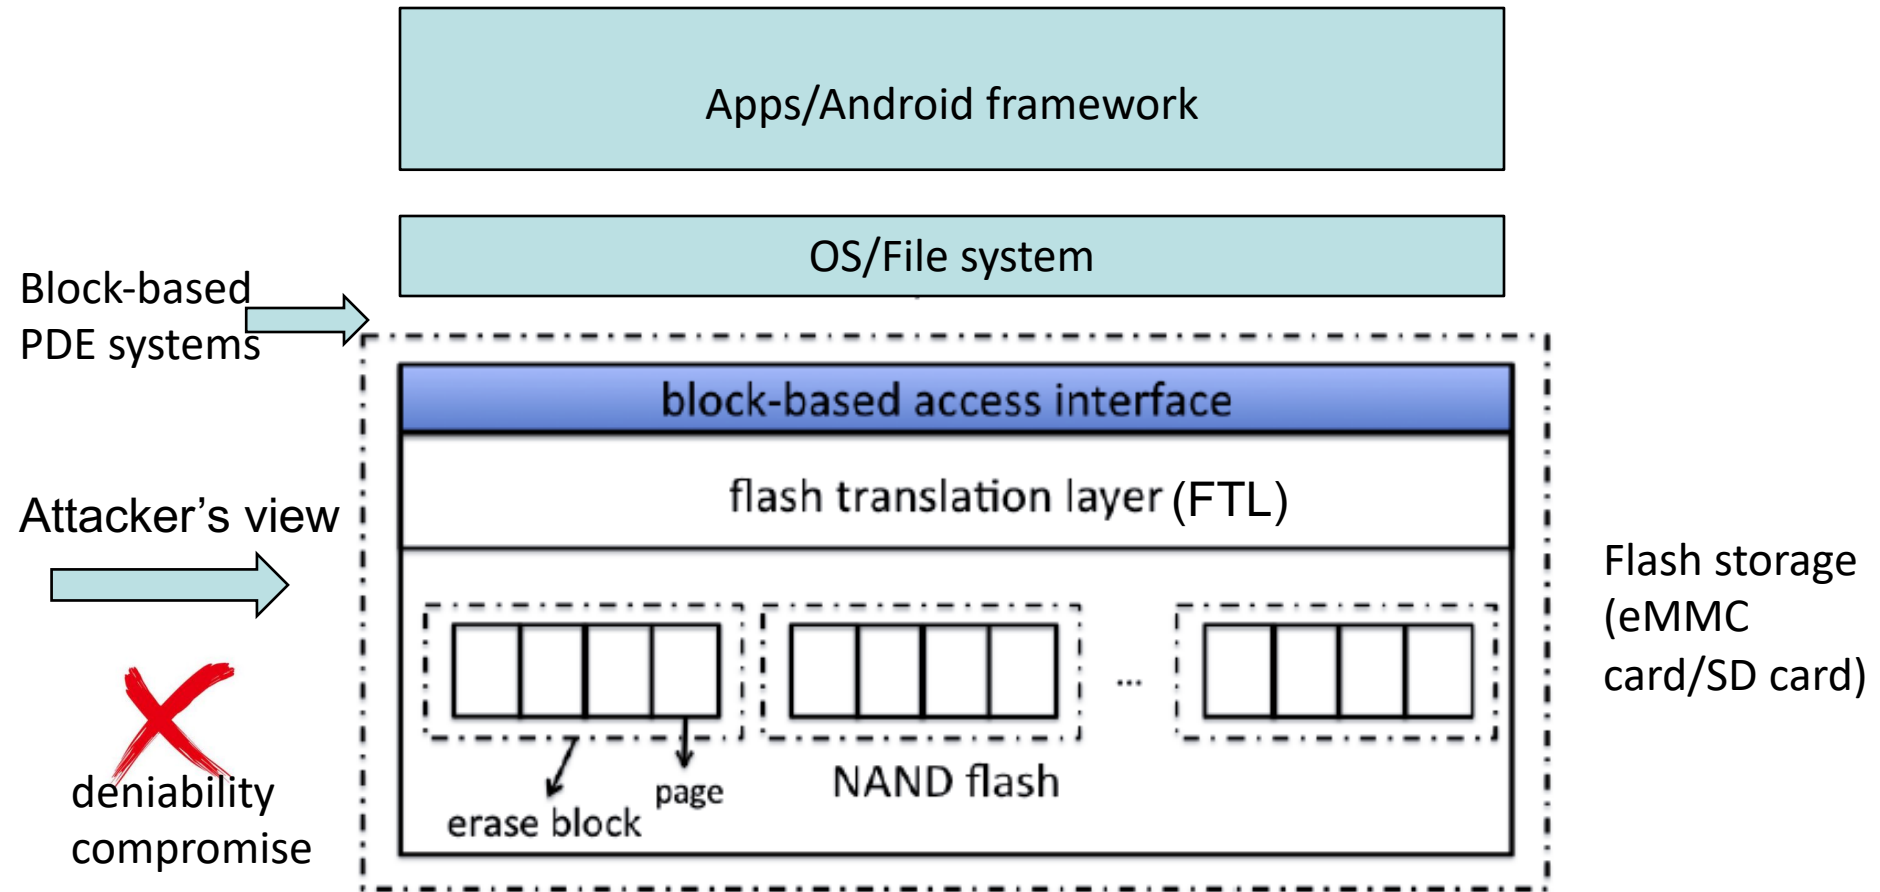 Apps/Android framework
OS/File system
Block-based
PDE systems
block-based access interface
flash translation layer (FTL)
Attacker’s view
Flash storage
(eMMC
card/SD card)
...
page
NAND flash
erase block
deniability
compromise